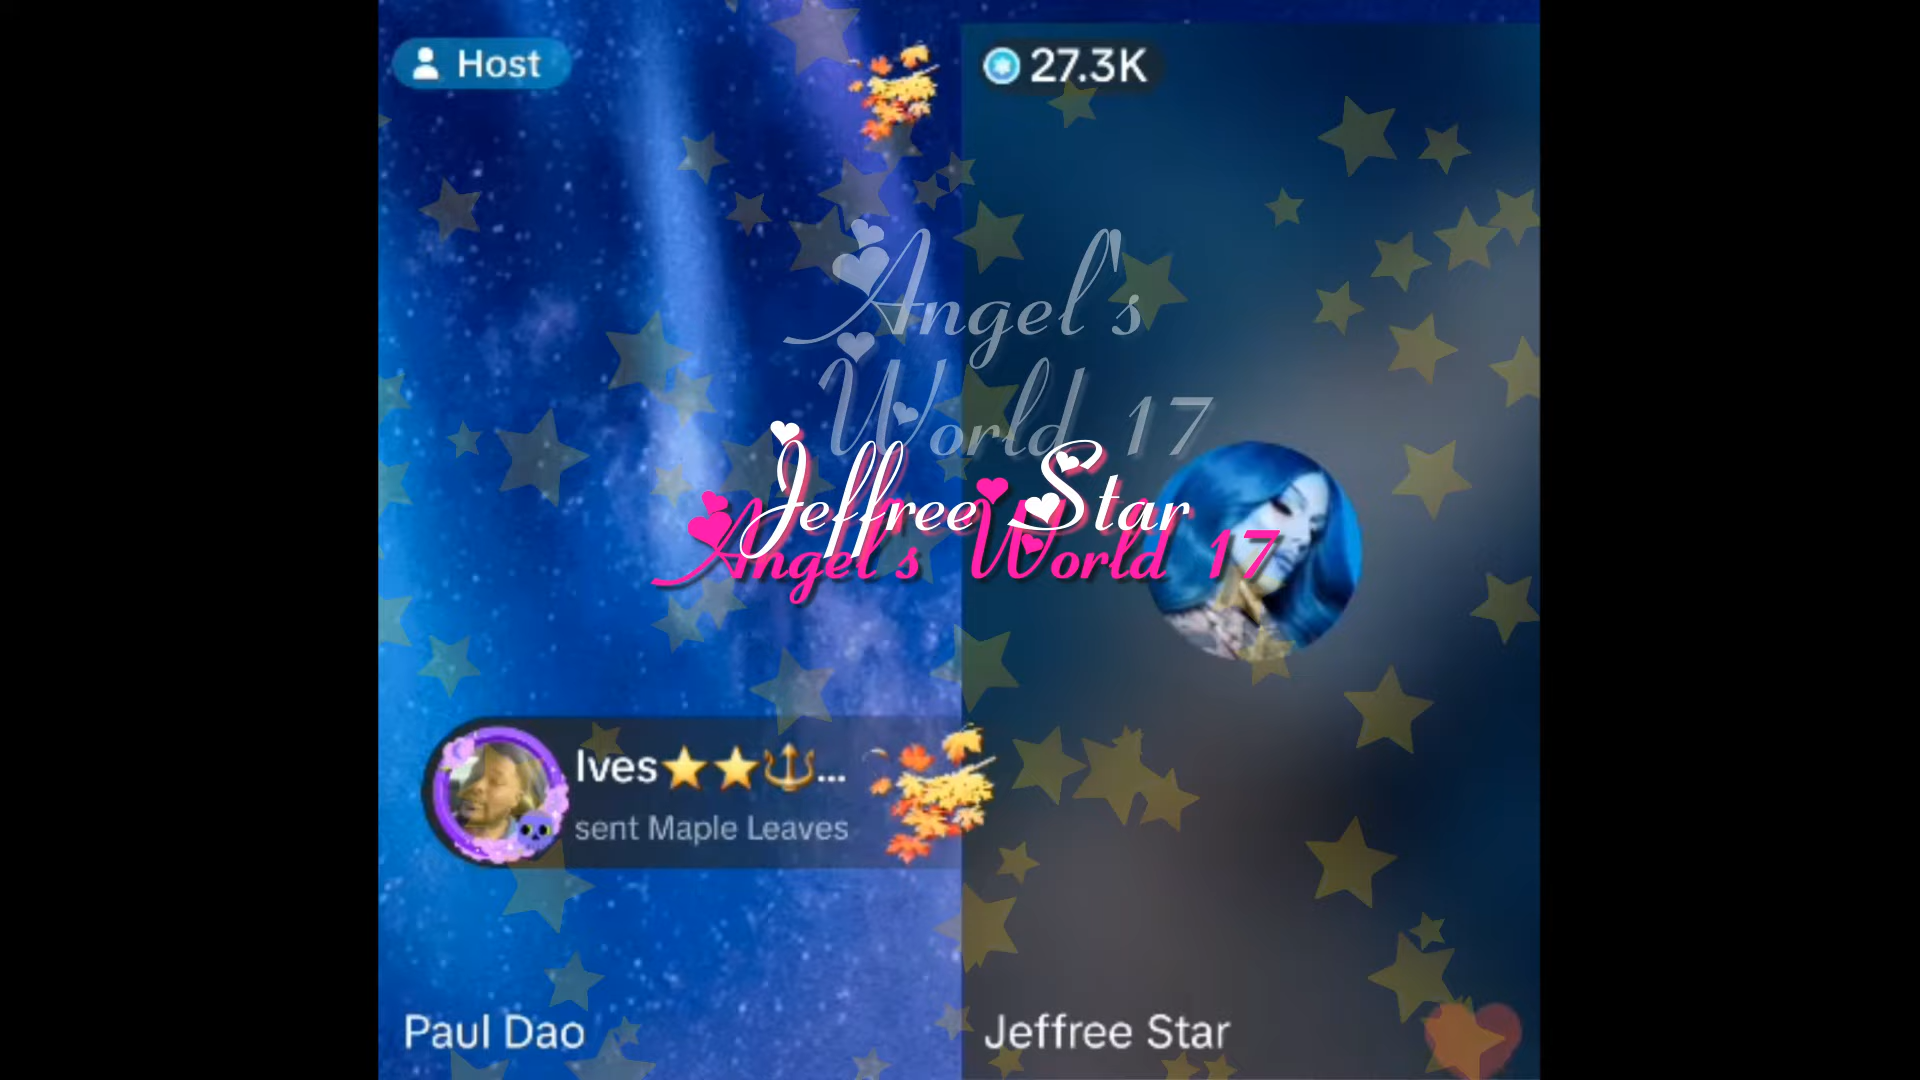 Host
27.3K
Angel's
World 17
Jeffree Star
Angel's World 17
Ives⭐⭐🔱...
sent Maple Leaves
Paul Dao
Jeffree Star